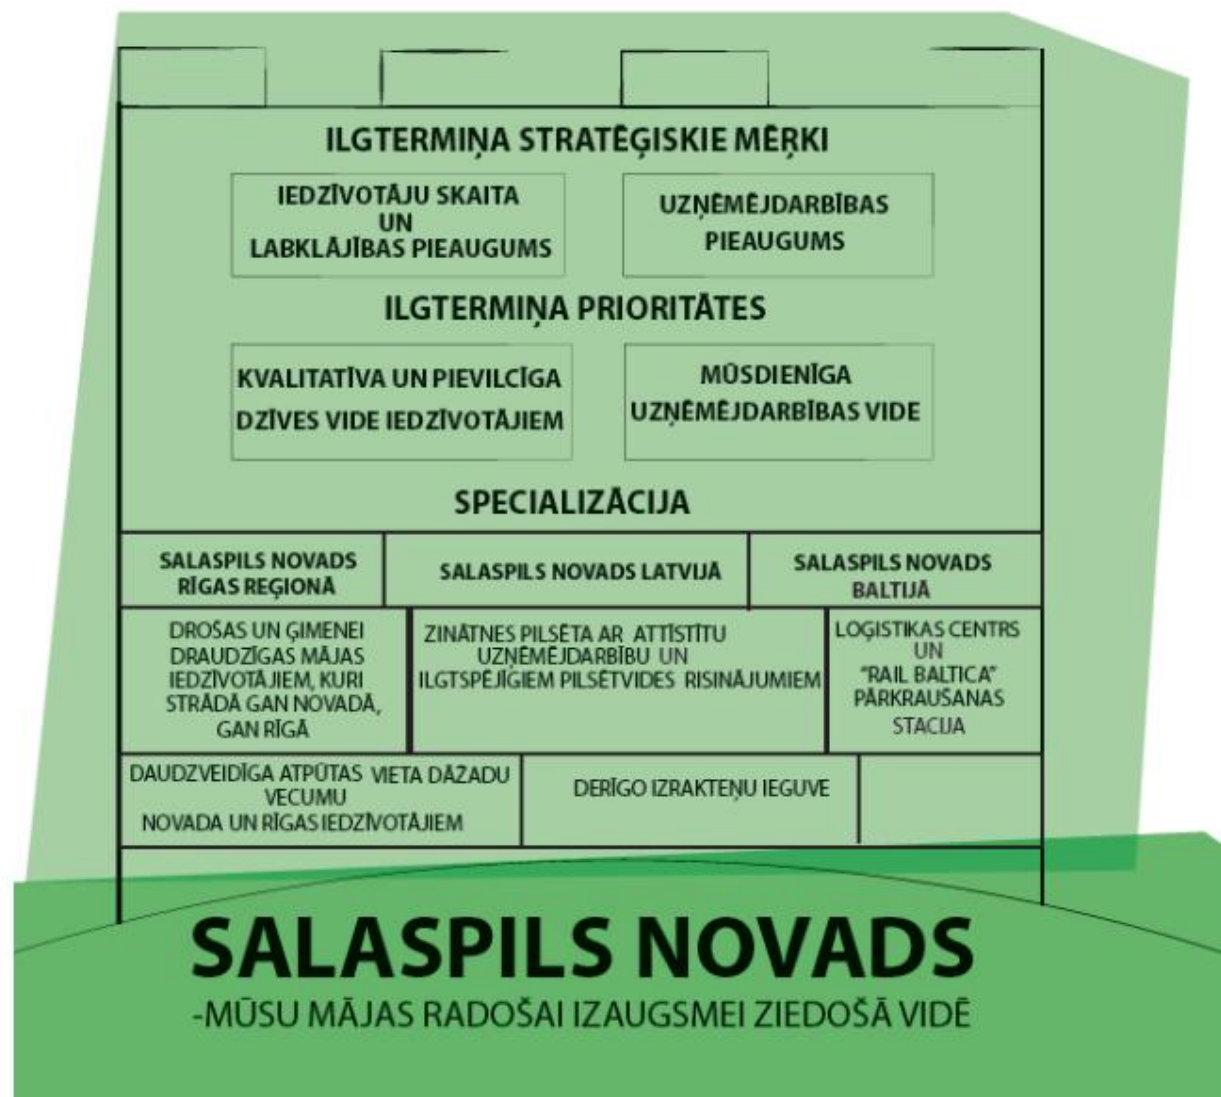 ILGTERMIŅA STRATĒĢISKIE MĒRĶI
IEDZĪVOTĀJU SKAITA
UN
LABKLĀJĪBAS PIEAUGUMS
UZŅĒMĒJDARBĪBAS
PIEAUGUMS
ILGTERMIŅA PRIORITĀTES
KVALITATĪVA UN PIEVILCĪGA
DZĪVES VIDE IEDZĪVOTĀJIEM
MŪSDIENĪGA
UZŅĒMĒJDARBĪBAS VIDE
SPECIALIZĀCIJA
SALASPILS NOVADS
RĪGAS REĢIONĀ
SALASPILS NOVADS LATVIJĀ
SALASPILS NOVADS
BALTIJĀ
DROŠAS UN ĢIMENEI
DRAUDZĪGAS MĀJAS
IEDZĪVOTĀJIEM, KURI
STRĀDĀ GAN NOVADĀ,
GAN RĪGĀ
ZINĀTNES PILSĒTA AR ATTĪSTĪTU
UZŅĒMĒJDARBĪBU UN
ILGTSPĒJĪGIEM PILSĒTVIDES RISINĀJUMIEM
LOĢISTIKAS CENTRS
UN
“RAIL BALTICA”
PĀRKRAUŠANAS
STACIJA
DAUDZVEIDĪGA ATPŪTAS VIETA DĀŽADU
VECUMU
NOVADA UN RĪGAS IEDZĪVOTĀJIEM
DERĪGO IZRAKTEŅU IEGUVE
SALASPILS NOVADS
-MŪSU MĀJAS RADOŠAI IZAUGSMEI ZIEDOŠĀ VIDĒ